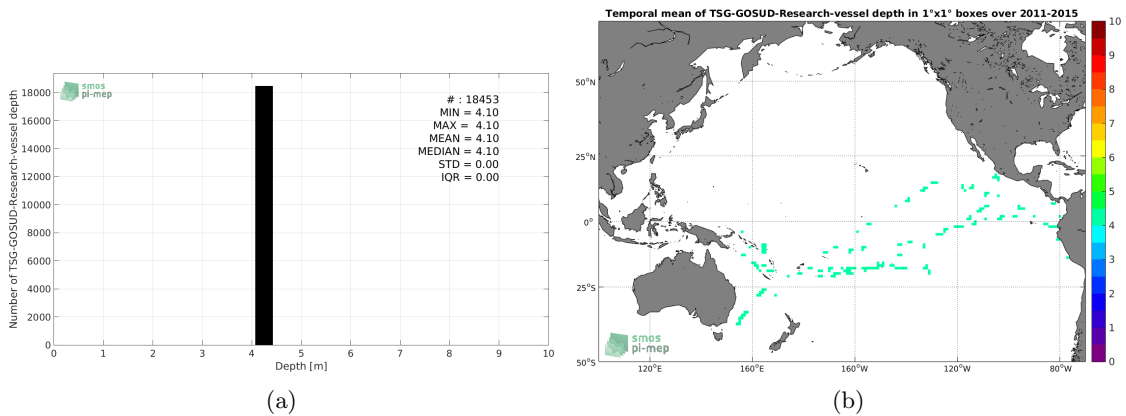 smos
pi-mep
# : 18453
MIN = 4.10
MAX = 4.10
MEAN = 4.10
MEDIAN = 4.10
STD = 0.00
IQR = 0.00
Number of TSG-GOSUD-Research-vessel depth
18000
16000
14000
12000
10000
8000
6000
4000
2000
0
0 1 2 3 4 5 6 7 8 9 10
Depth [m]
(a)
Temporal mean of TSG-GOSUD-Research-vessel depth in 1°x1° boxes over 2011-2015
50°N
25°N
0°
25°S
50°S
120°E 160°E 160°W 120°W 80°W
smos
pi-mep
10
9
8
7
6
5
4
3
2
1
0
(b)